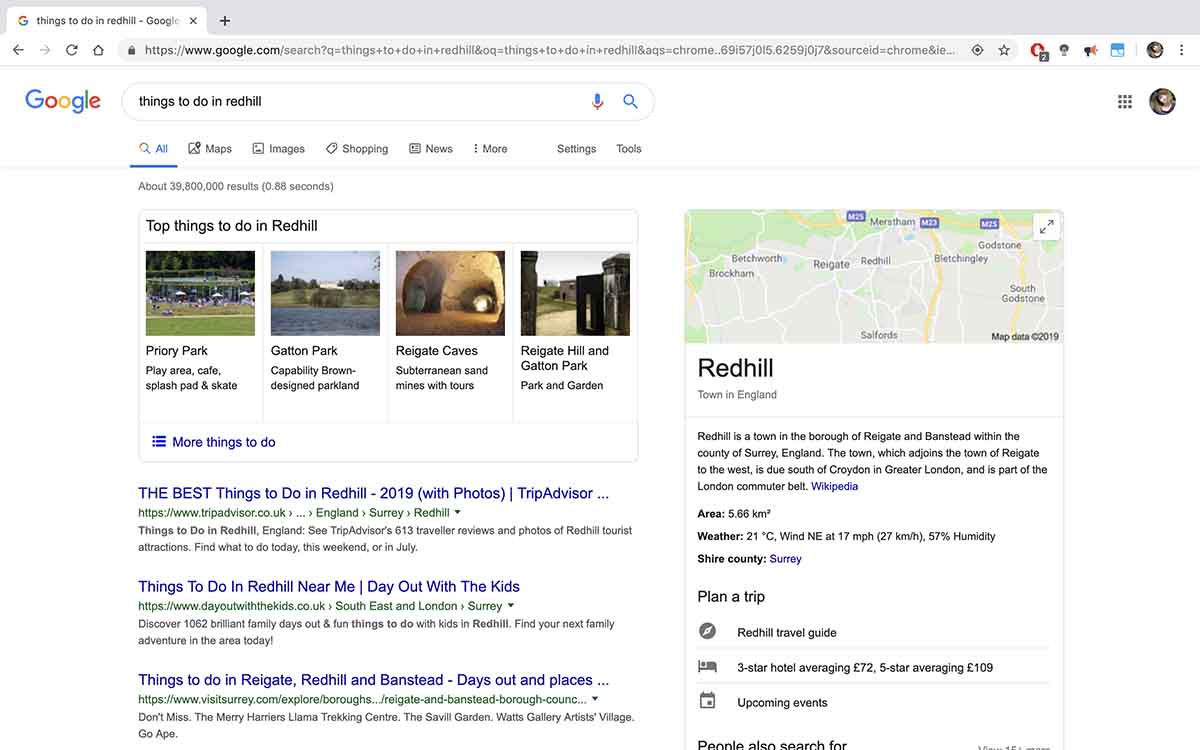 things to do in redhill - Google
https://www.google.com/search?q=things+to+do+in+redhill&oq=things+to+do+in+redhill&aqs=chrome..69i57j0l5.6259j0j7&sourceid=chrome&ie...
2
Google
things to do in redhill
All Maps Images Shopping News More Settings Tools
About 39,800,000 results (0.88 seconds)
Top things to do in Redhill
Priory Park
Play area, cafe,
splash pad & skate
Gatton Park
Capability Brown-
designed parkland
Reigate Caves
Subterranean sand
mines with tours
Reigate Hill and
Gatton Park
Park and Garden
More things to do
THE BEST Things to Do in Redhill - 2019 (with Photos) | TripAdvisor ...
https://www.tripadvisor.co.uk › ... › England › Surrey › Redhill
Things to Do in Redhill, England: See TripAdvisor's 613 traveller reviews and photos of Redhill tourist
attractions. Find what to do today, this weekend, or in July.
Things To Do In Redhill Near Me | Day Out With The Kids
https://www.dayoutwiththekids.co.uk › South East and London › Surrey
Discover 1062 brilliant family days out & fun things to do with kids in Redhill. Find your next family
adventure in the area today!
Things to do in Reigate, Redhill and Banstead - Days out and places ...
https://www.visitsurrey.com/explore/boroughs.../reigate-and-banstead-borough-counc...
Don't Miss. The Merry Harriers Llama Trekking Centre. The Savill Garden. Watts Gallery Artists' Village.
Go Ape.
M25
Merstham
M23
M25
Godstone
Betchworth
Reigate
Redhill
Bletchingley
Brockham
South
Godstone
Salfords
Map data ©2019
Redhill
Town in England
Redhill is a town in the borough of Reigate and Banstead within the
county of Surrey, England. The town, which adjoins the town of Reigate
to the west, is due south of Croydon in Greater London, and is part of the
London commuter belt. Wikipedia
Area: 5.66 km²
Weather: 21 °C, Wind NE at 17 mph (27 km/h), 57% Humidity
Shire county: Surrey
Plan a trip
Redhill travel guide
3-star hotel averaging £72, 5-star averaging £109
Upcoming events
People also search for
View 15+ more